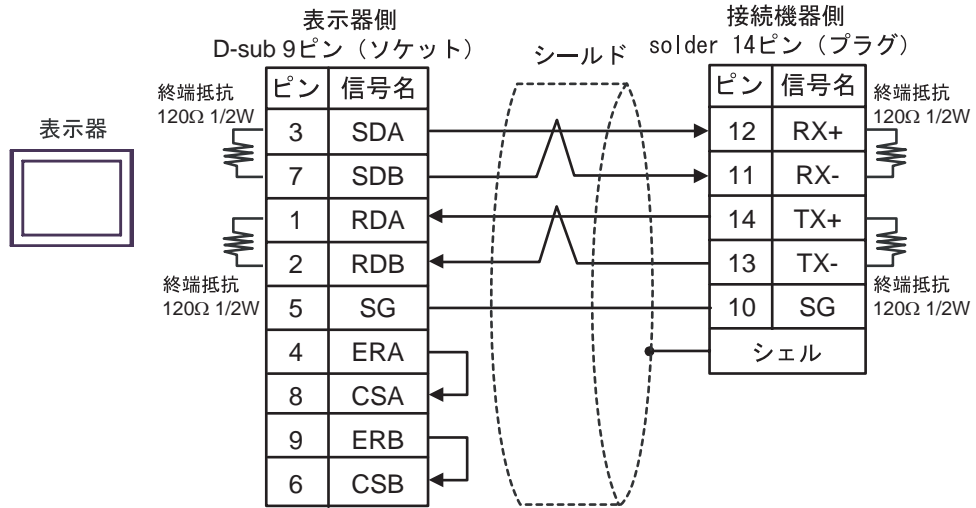 表示器側
D-sub 9ピン（ソケット）
接続機器側
solder 14ピン（プラグ）
シールド
表示器
終端抵抗
120Ω 1/2W
終端抵抗
120Ω 1/2W
ピン 信号名
3 SDA
7 SDB
1 RDA
2 RDB
5 SG
4 ERA
8 CSA
9 ERB
6 CSB
ピン 信号名
12 RX+
11 RX-
14 TX+
13 TX-
10 SG
シェル
終端抵抗
120Ω 1/2W
終端抵抗
120Ω 1/2W